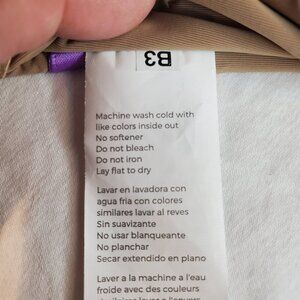 B3
Machine wash cold with
like colors inside out
No softener
Do not bleach
Do not iron
Lay flat to dry
Lavar en lavadora con
agua fria con colores
similares lavar al reves
Sin suavizante
No usar blanqueante
No planchar
Secar extendido en plano
Laver a la machine a l'eau
froide avec des couleurs